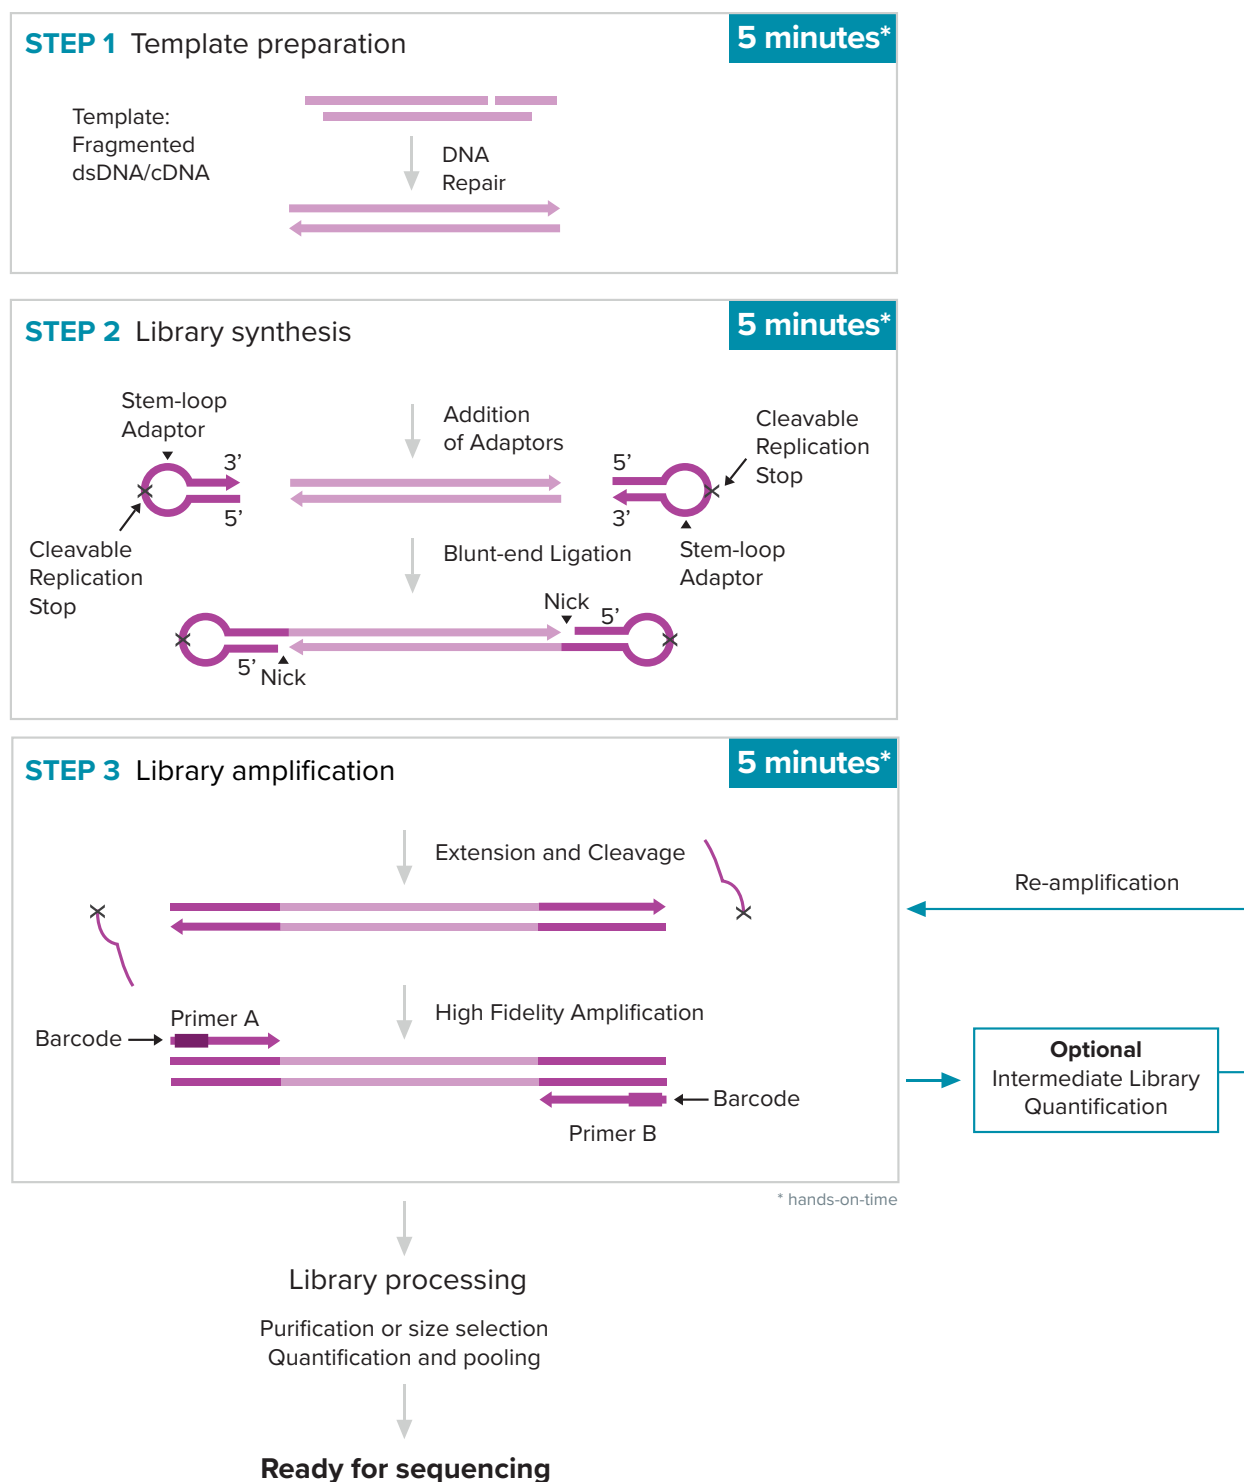 STEP 1 Template preparation
5 minutes*
Template:
Fragmented
dsDNA/cDNA
DNA
Repair
STEP 2 Library synthesis
5 minutes*
Stem-loop
Adaptor
Addition
of Adaptors
Cleavable
Replication
Stop
3’
5’
5’
3’
Cleavable
Replication
Stop
Blunt-end Ligation
Stem-loop
Adaptor
Nick
5’
5’
Nick
STEP 3 Library amplification
5 minutes*
Extension and Cleavage
Re-amplification
High Fidelity Amplification
Primer A
Barcode
Barcode
Primer B
Optional
Intermediate Library
Quantification
* hands-on-time
Library processing
Purification or size selection
Quantification and pooling
Ready for sequencing